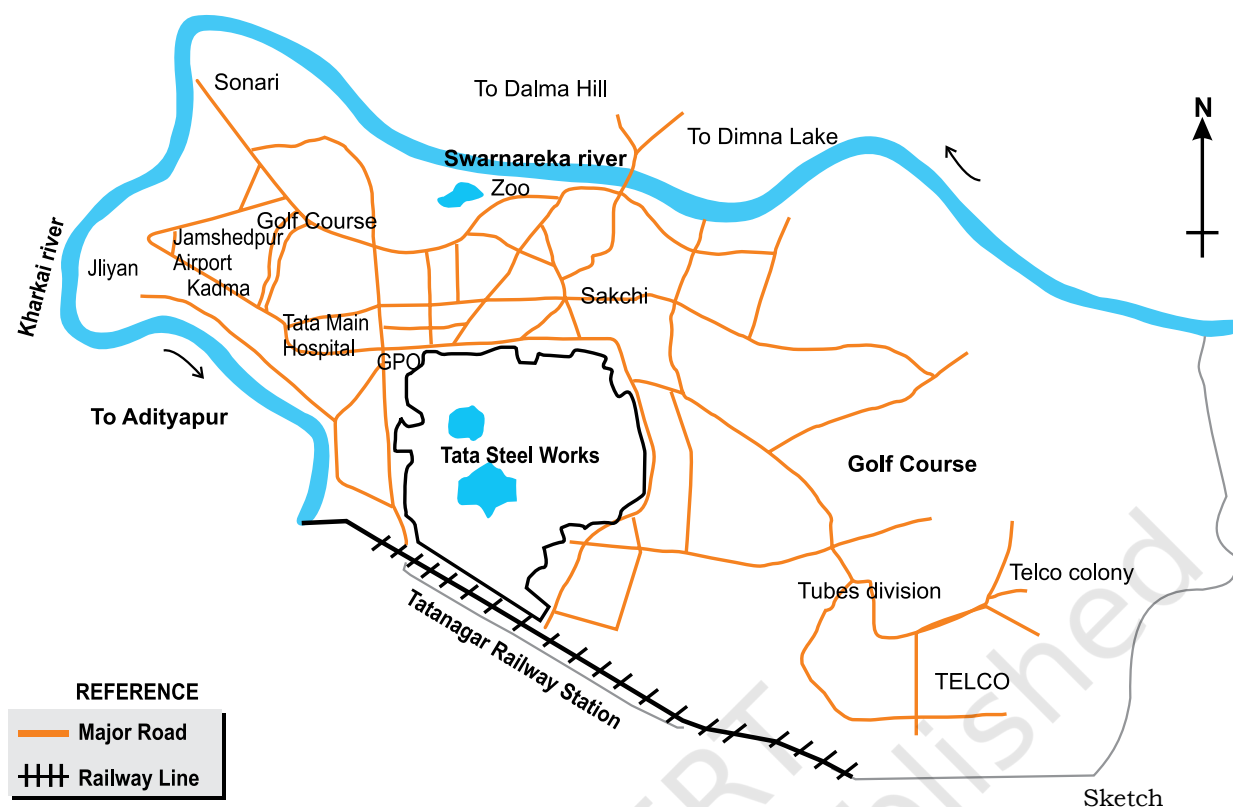 Sonari
To Dalma Hill
N
To Dimna Lake
Swarnareka river
Zoo
Golf Course
Jamshedpur
Airport
Kadma
Jliyan
Kharkai river
Sakchi
Tata Main
Hospital
GPO
To Adityapur
Tata Steel Works
Golf Course
Tubes division
Telco colony
TELCO
Tatanagar Railway Station
REFERENCE
Major Road
Railway Line
Sketch